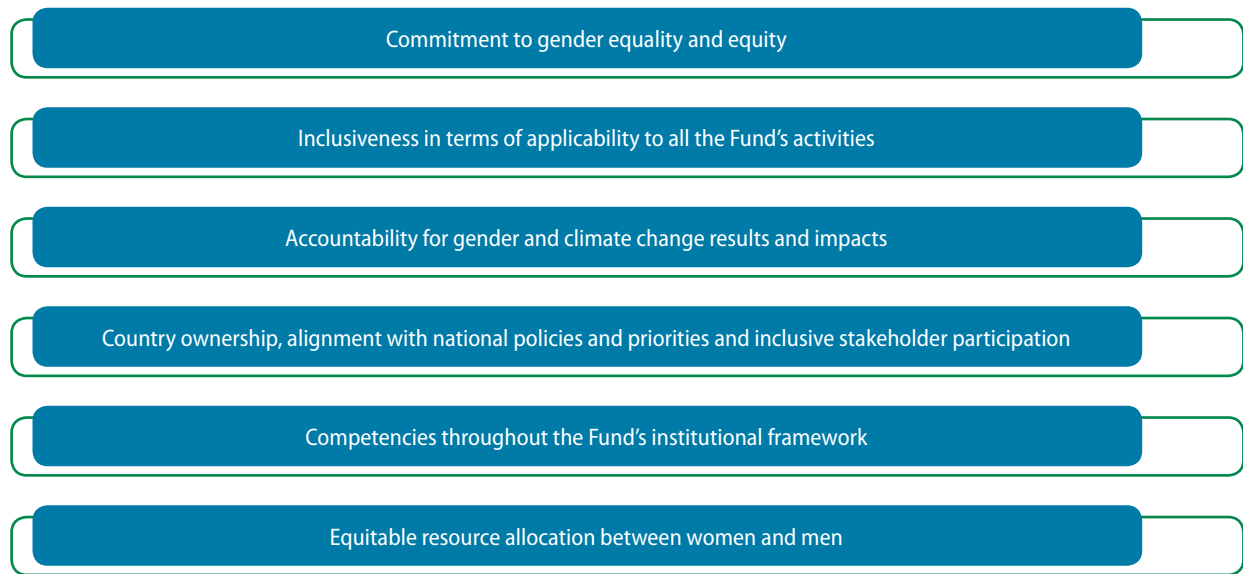 Commitment to gender equality and equity
Inclusiveness in terms of applicability to all the Fund’s activities
Accountability for gender and climate change results and impacts
Country ownership, alignment with national policies and priorities and inclusive stakeholder participation
Competencies throughout the Fund’s institutional framework
Equitable resource allocation between women and men